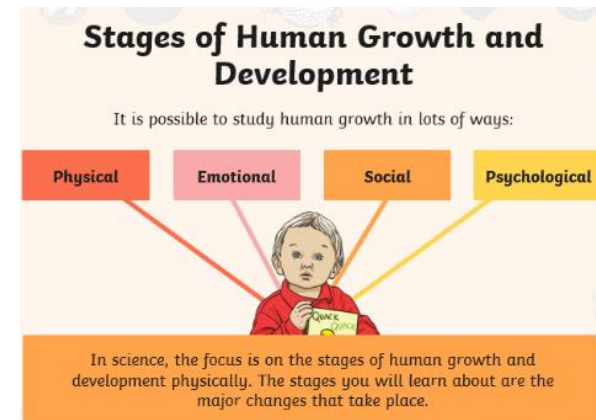 Stages of Human Growth and
Development
It is possible to study human growth in lots of ways:
Physical
Emotional
Social
Psychological
Quack
Quack
In science, the focus is on the stages of human growth and
development physically. The stages you will learn about are the
major changes that take place.